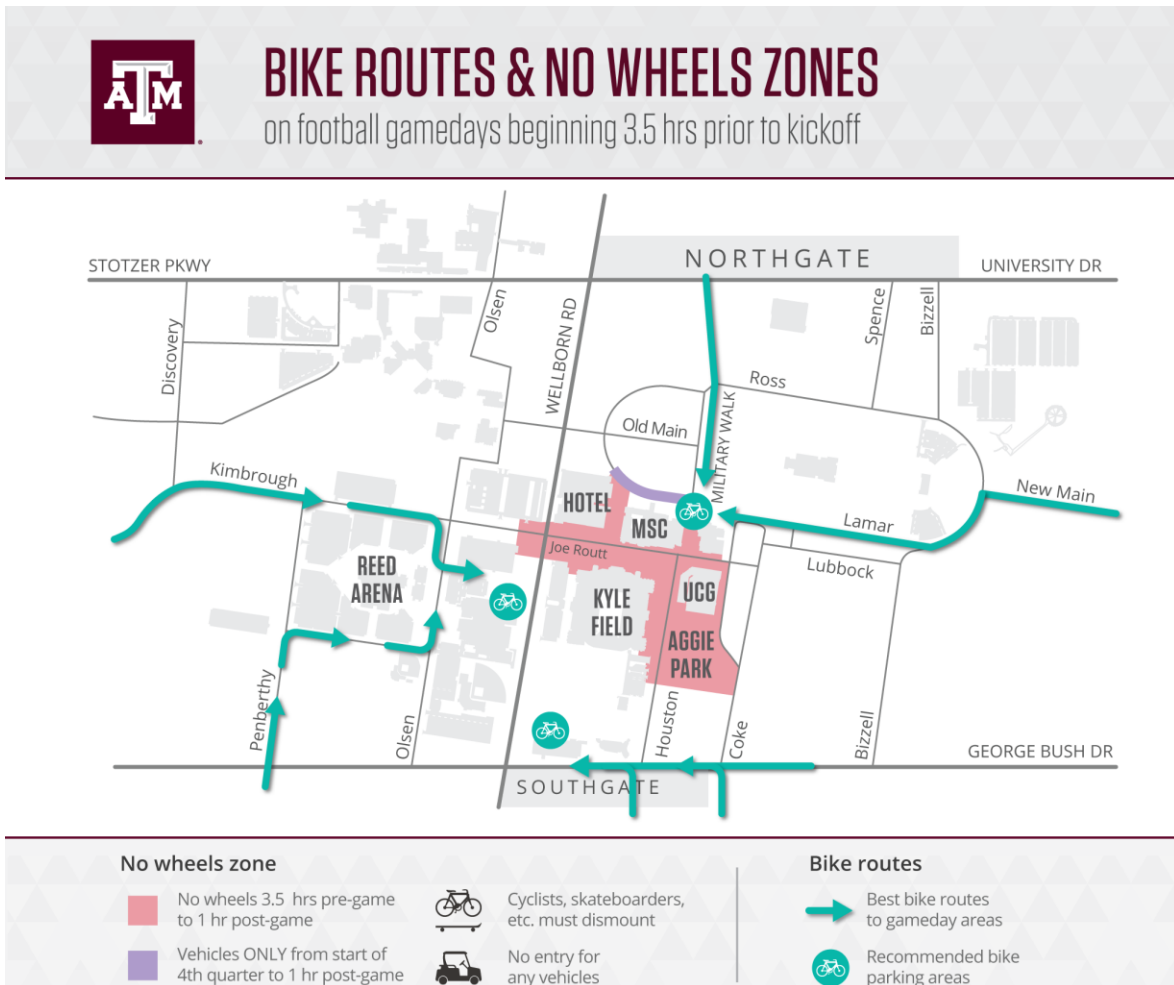 ATM
BIKE ROUTES & NO WHEELS ZONES
on football gamedays beginning 3.5 hrs prior to kickoff
STOTZER PKWY
NORTHGATE
UNIVERSITY DR
Discovery
Olsen
WELLBORN RD
Spence
Bizzell
Ross
Old Main
MILITARY WALK
Kimbrough
HOTEL
MSC
New Main
Lamar
Joe Routt
Lubbock
REED
ARENA
KYLE
FIELD
UCG
AGGIE
PARK
Penberthy
Olsen
Houston
Coke
Bizzell
GEORGE BUSH DR
SOUTHGATE
No wheels zone
No wheels 3.5 hrs pre-game
to 1 hr post-game
Vehicles ONLY from start of
4th quarter to 1 hr post-game
Cyclists, skateboarders,
etc. must dismount
No entry for
any vehicles
Bike routes
Best bike routes
to gameday areas
Recommended bike
parking areas